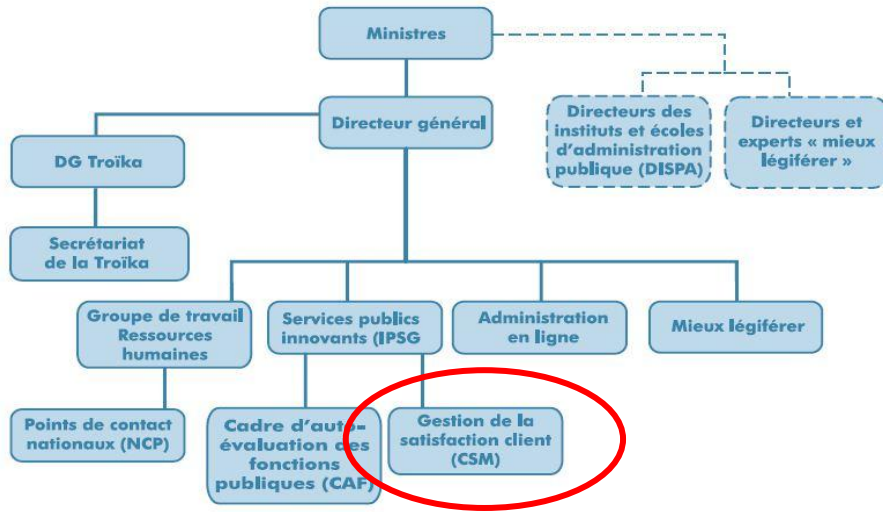 Ministres
Directeur général
Directeurs des
instituts et écoles
d'administration
publique (DISPA)
Directeurs et
experts « mieux
légiférer »
DG Troïka
Secrétariat
de la Troïka
Groupe de travail
Ressources
humaines
Services publics
innovants (IPSG
Administration
en ligne
Mieux légiférer
Points de contact
nationaux (NCP)
Cadre d'auto-
évaluation des
fonctions
publiques (CAF)
Gestion de la
satisfaction client
(CSM)